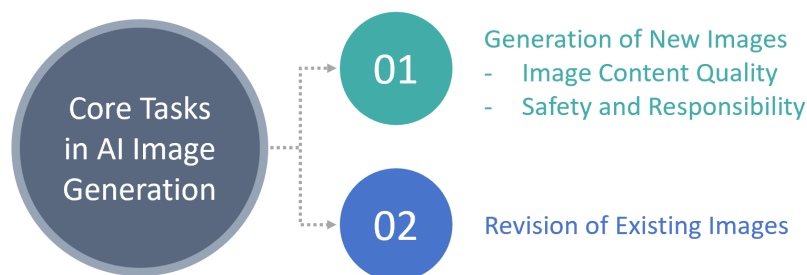 Core Tasks
in AI Image
Generation
01
Generation of New Images
- Image Content Quality
- Safety and Responsibility
02
Revision of Existing Images